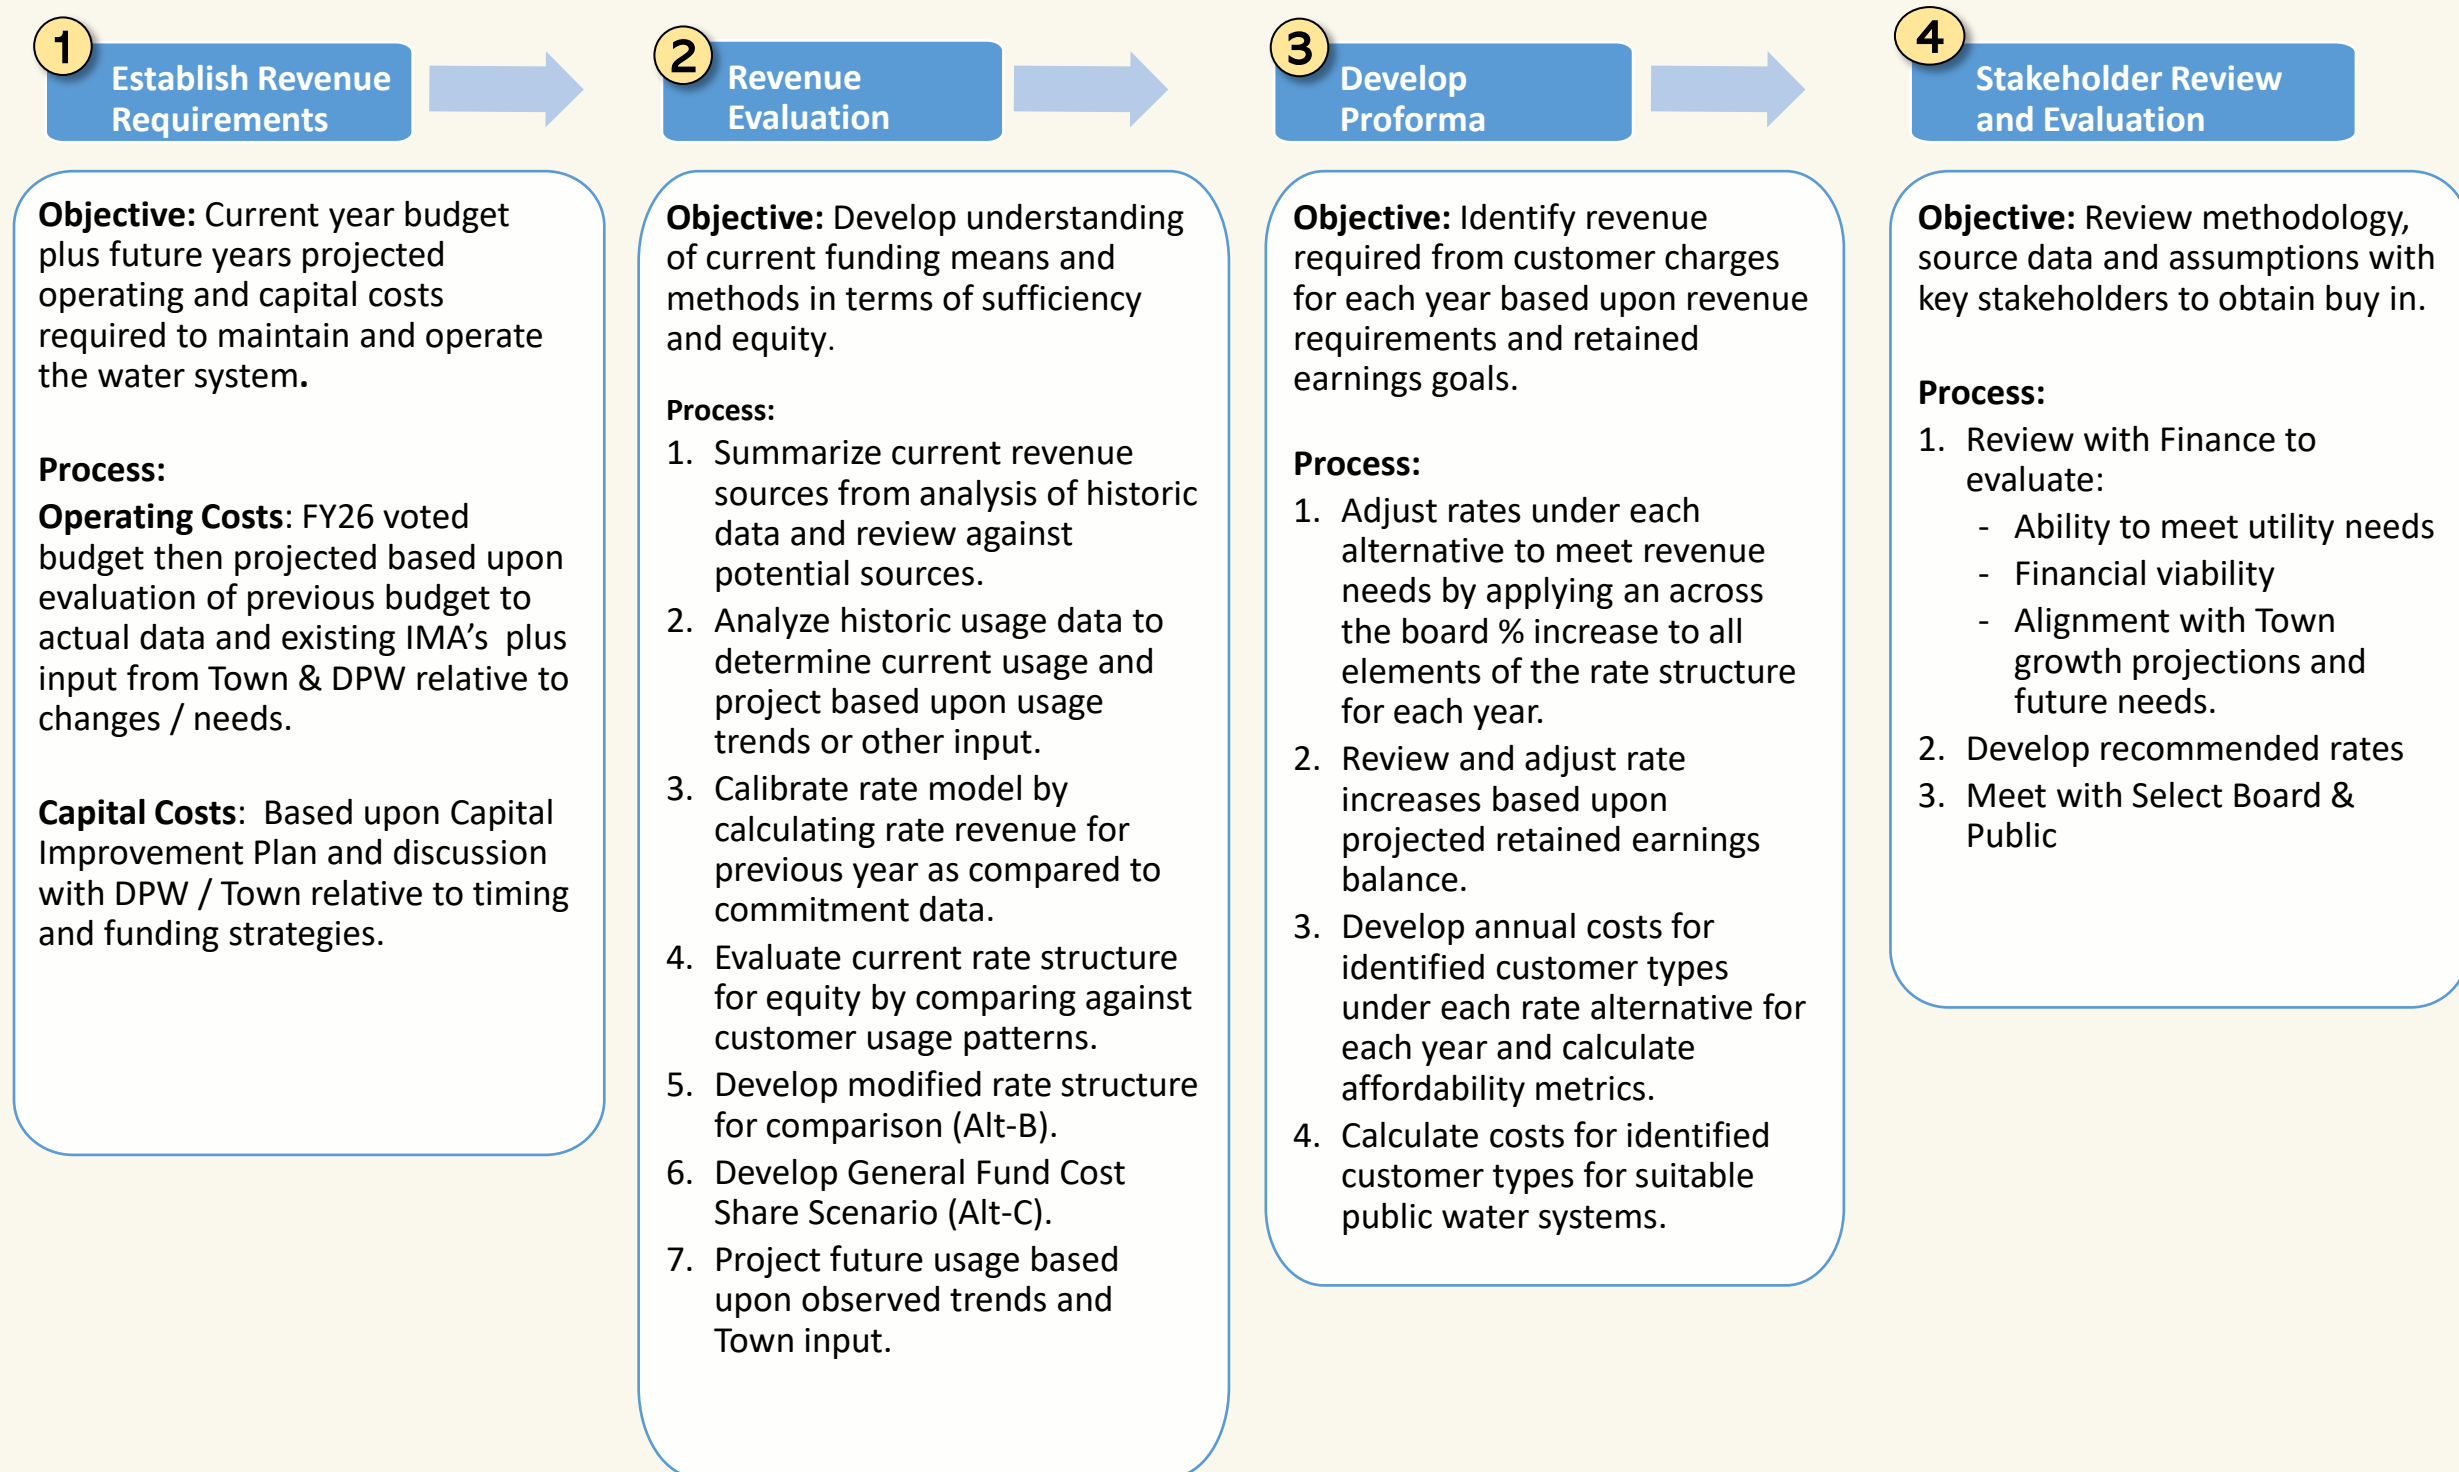 1
Establish Revenue
Requirements
Objective: Current year budget
plus future years projected
operating and capital costs
required to maintain and operate
the water system.
Process:
Operating Costs: FY26 voted
budget then projected based upon
evaluation of previous budget to
actual data and existing IMA’s  plus
input from Town & DPW relative to
changes / needs.
Capital Costs:  Based upon Capital
Improvement Plan and discussion
with DPW / Town relative to timing
and funding strategies.
2
Revenue
Evaluation
Objective: Develop understanding
of current funding means and
methods in terms of sufficiency
and equity.
Process:
1. Summarize current revenue
sources from analysis of historic
data and review against
potential sources.
2. Analyze historic usage data to
determine current usage and
project based upon usage
trends or other input.
3. Calibrate rate model by
calculating rate revenue for
previous year as compared to
commitment data.
4. Evaluate current rate structure
for equity by comparing against
customer usage patterns.
5. Develop modified rate structure
for comparison (Alt-B).
6. Develop General Fund Cost
Share Scenario (Alt-C).
7. Project future usage based
upon observed trends and
Town input.
3
Develop
Proforma
Objective: Identify revenue
required from customer charges
for each year based upon revenue
requirements and retained
earnings goals.
Process:
1. Adjust rates under each
alternative to meet revenue
needs by applying an across
the board % increase to all
elements of the rate structure
for each year.
2. Review and adjust rate
increases based upon
projected retained earnings
balance.
3. Develop annual costs for
identified customer types
under each rate alternative for
each year and calculate
affordability metrics.
4. Calculate costs for identified
customer types for suitable
public water systems.
4
Stakeholder Review
and Evaluation
Objective: Review methodology,
source data and assumptions with
key stakeholders to obtain buy in.
Process:
1. Review with Finance to
evaluate:
- Ability to meet utility needs
- Financial viability
- Alignment with Town
growth projections and
future needs.
2. Develop recommended rates
3. Meet with Select Board &
Public